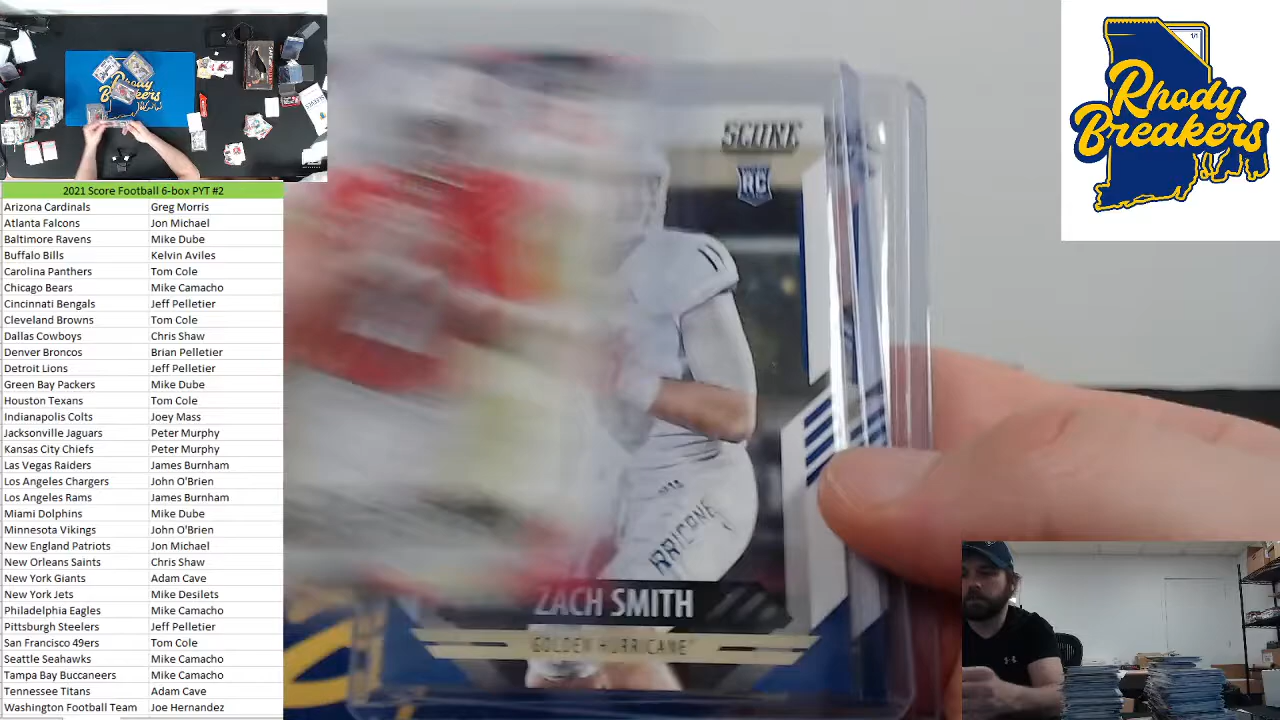 2021 Score Football 6-box PYT #2
Arizona Cardinals Greg Morris
Atlanta Falcons Jon Michael
Baltimore Ravens Mike Dube
Buffalo Bills Kelvin Aviles
Carolina Panthers Tom Cole
Chicago Bears Mike Camacho
Cincinnati Bengals Jeff Pelletier
Cleveland Browns Tom Cole
Dallas Cowboys Chris Shaw
Denver Broncos Brian Pelletier
Detroit Lions Jeff Pelletier
Green Bay Packers Mike Dube
Houston Texans Tom Cole
Indianapolis Colts Joey Mass
Jacksonville Jaguars Peter Murphy
Kansas City Chiefs Peter Murphy
Las Vegas Raiders James Burnham
Los Angeles Chargers John O'Brien
Los Angeles Rams James Burnham
Miami Dolphins Mike Dube
Minnesota Vikings John O'Brien
New England Patriots Jon Michael
New Orleans Saints Chris Shaw
New York Giants Adam Cave
New York Jets Mike Desilets
Philadelphia Eagles Mike Camacho
Pittsburgh Steelers Jeff Pelletier
San Francisco 49ers Tom Cole
Seattle Seahawks Mike Camacho
Tampa Bay Buccaneers Mike Camacho
Tennessee Titans Adam Cave
Washington Football Team Joe Hernandez
SCORE
RC
RRICANE
ZACH SMITH
GOLDEN HURRICANE
1/1
Rhody
Breakers
Rhody
Breakers